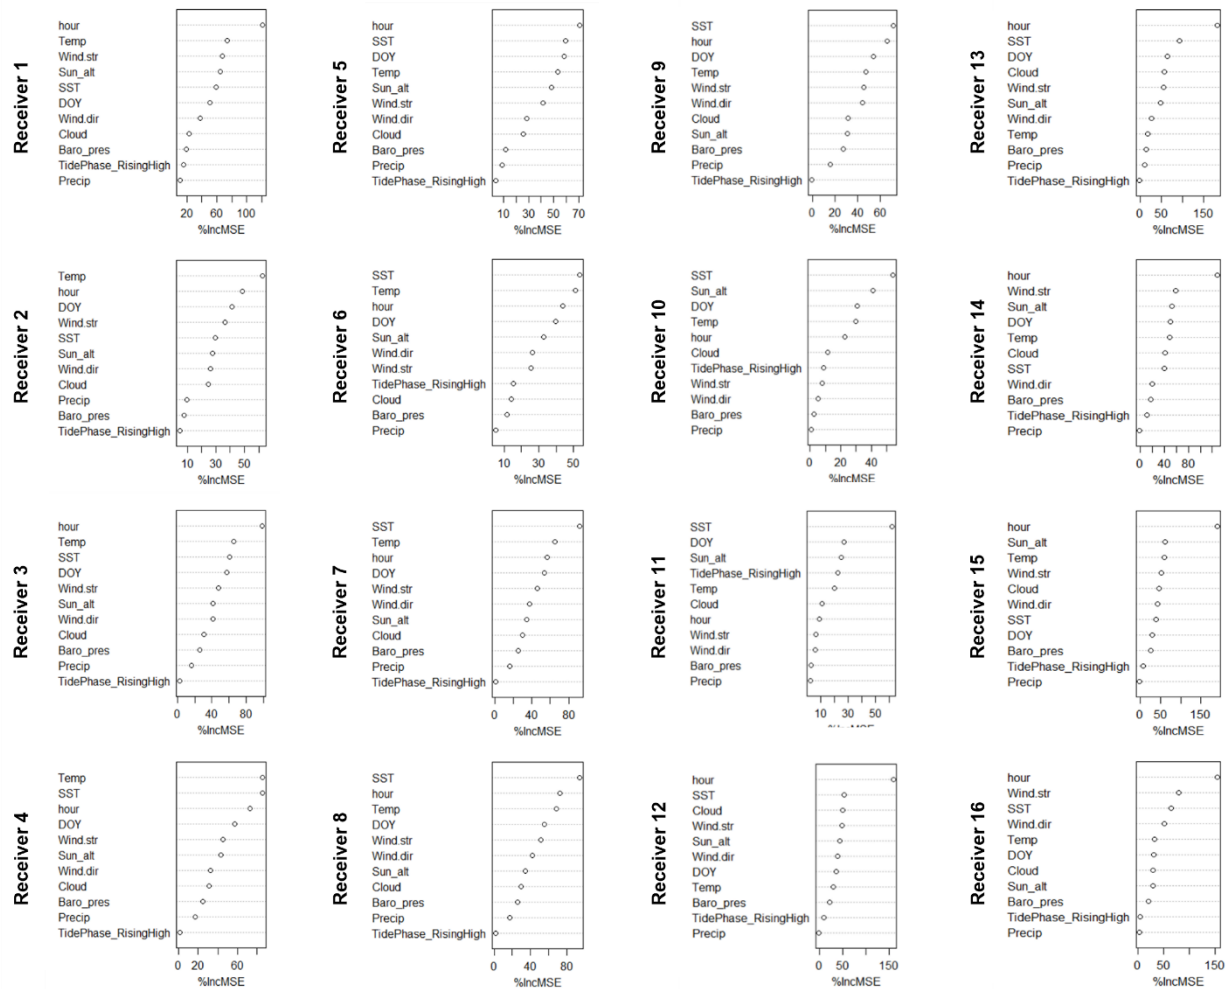 Receiver 1
hour
Temp
Wind.str
Sun_alt
SST
DOY
Wind.dir
Cloud
Baro_pres
TidePhase_RisingHigh
Precip
20 60 100
%IncMSE
Receiver 5
hour
SST
DOY
Temp
Sun_alt
Wind.str
Wind.dir
Cloud
Baro_pres
Precip
TidePhase_RisingHigh
10 30 50 70
%IncMSE
Receiver 9
SST
hour
DOY
Temp
Wind.str
Wind.dir
Cloud
Sun_alt
Baro_pres
Precip
TidePhase_RisingHigh
0 20 40 60
%IncMSE
Receiver 13
hour
SST
DOY
Cloud
Wind.str
Sun_alt
Wind.dir
Temp
Baro_pres
Precip
TidePhase_RisingHigh
0 50 150
%IncMSE
Receiver 2
Temp
hour
DOY
Wind.str
SST
Sun_alt
Wind.dir
Cloud
Precip
Baro_pres
TidePhase_RisingHigh
10 30 50
%IncMSE
Receiver 6
SST
Temp
hour
DOY
Sun_alt
Wind.dir
Wind.str
TidePhase_RisingHigh
Cloud
Baro_pres
Precip
10 30 50
%IncMSE
Receiver 10
SST
Sun_alt
DOY
Temp
hour
Cloud
TidePhase_RisingHigh
Wind.str
Wind.dir
Baro_pres
Precip
0 20 40
%IncMSE
Receiver 14
hour
Wind.str
Sun_alt
DOY
Temp
Cloud
SST
Wind.dir
Baro_pres
TidePhase_RisingHigh
Precip
0 40 80
%IncMSE
Receiver 3
hour
Temp
SST
DOY
Wind.str
Sun_alt
Wind.dir
Cloud
Baro_pres
Precip
TidePhase_RisingHigh
0 40 80
%IncMSE
Receiver 7
SST
Temp
hour
DOY
Wind.str
Wind.dir
Sun_alt
Cloud
Baro_pres
Precip
TidePhase_RisingHigh
0 40 80
%IncMSE
Receiver 11
SST
DOY
Sun_alt
TidePhase_RisingHigh
Temp
Cloud
hour
Wind.str
Wind.dir
Baro_pres
Precip
10 30 50
Receiver 15
hour
Sun_alt
Temp
Wind.str
Cloud
Wind.dir
SST
DOY
Baro_pres
TidePhase_RisingHigh
Precip
0 50 150
%IncMSE
Receiver 4
Temp
SST
hour
DOY
Wind.str
Sun_alt
Wind.dir
Cloud
Baro_pres
Precip
TidePhase_RisingHigh
0 20 60
%IncMSE
Receiver 8
SST
hour
Temp
DOY
Wind.str
Wind.dir
Sun_alt
Cloud
Baro_pres
Precip
TidePhase_RisingHigh
0 40 80
%IncMSE
Receiver 12
hour
SST
Cloud
Wind.str
Sun_alt
Wind.dir
DOY
Temp
Baro_pres
TidePhase_RisingHigh
Precip
0 50 150
%IncMSE
Receiver 16
hour
Wind.str
SST
Wind.dir
Temp
DOY
Cloud
Sun_alt
Baro_pres
TidePhase_RisingHigh
Precip
0 50 100 150
%IncMSE